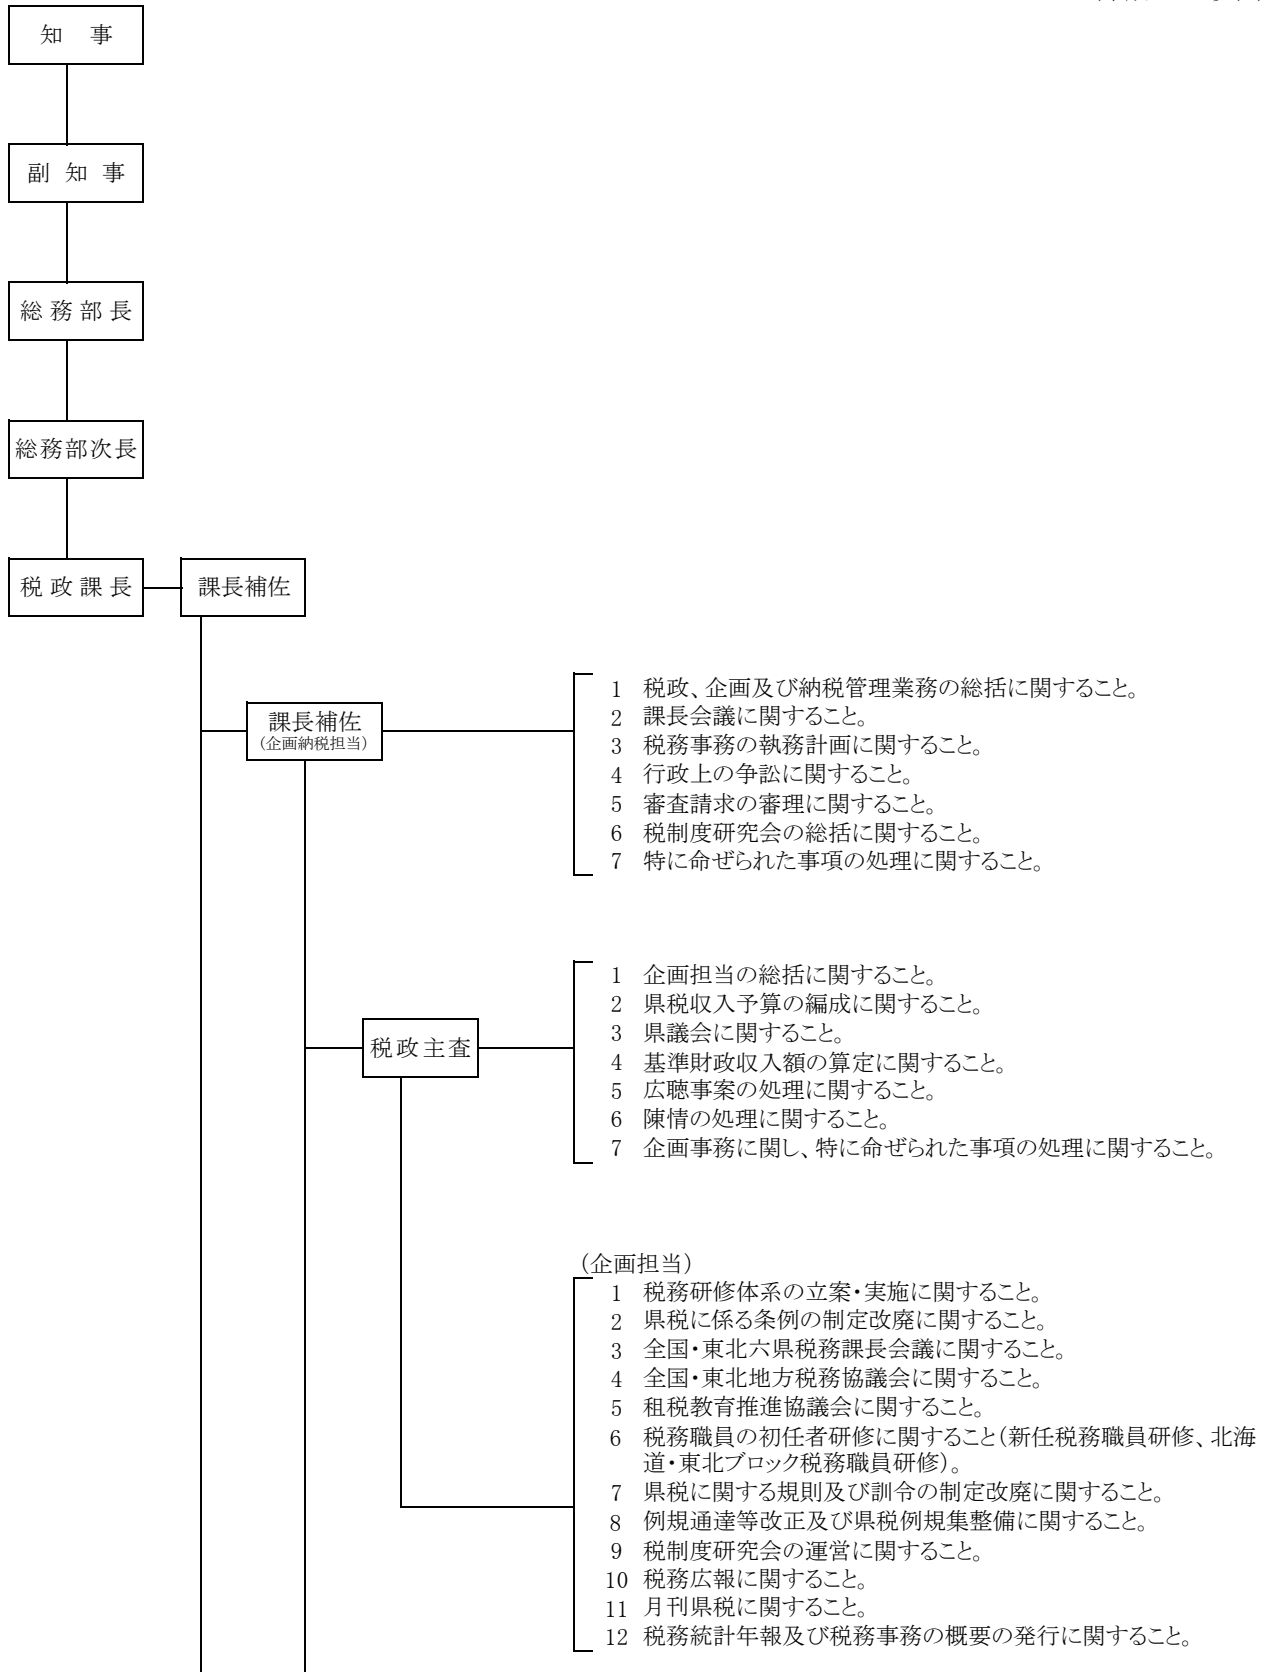 知　事
副 知 事
総 務 部 長
総務部次長
税 政 課 長
課長補佐
課長補佐
（企画納税担当）
1　税政、企画及び納税管理業務の総括に関すること。
2　課長会議に関すること。
3　税務事務の執務計画に関すること。
4　行政上の争訟に関すること。
5　審査請求の審理に関すること。
6　税制度研究会の総括に関すること。
7　特に命ぜられた事項の処理に関すること。
税政主査
1　企画担当の総括に関すること。
2　県税収入予算の編成に関すること。
3　県議会に関すること。
4　基準財政収入額の算定に関すること。
5　広聴事案の処理に関すること。
6　陳情の処理に関すること。
7　企画事務に関し、特に命ぜられた事項の処理に関すること。
（企画担当）
1　税務研修体系の立案・実施に関すること。
2　県税に係る条例の制定改廃に関すること。
3　全国・東北六県税務課長会議に関すること。
4　全国・東北地方税務協議会に関すること。
5　租税教育推進協議会に関すること。
6　税務職員の初任者研修に関すること（新任税務職員研修、北海
道・東北ブロック税務職員研修）。
7　県税に関する規則及び訓令の制定改廃に関すること。
8　例規通達等改正及び県税例規集整備に関すること。
9　税制度研究会の運営に関すること。
10　税務広報に関すること。
11　月刊県税に関すること。
12　税務統計年報及び税務事務の概要の発行に関すること。